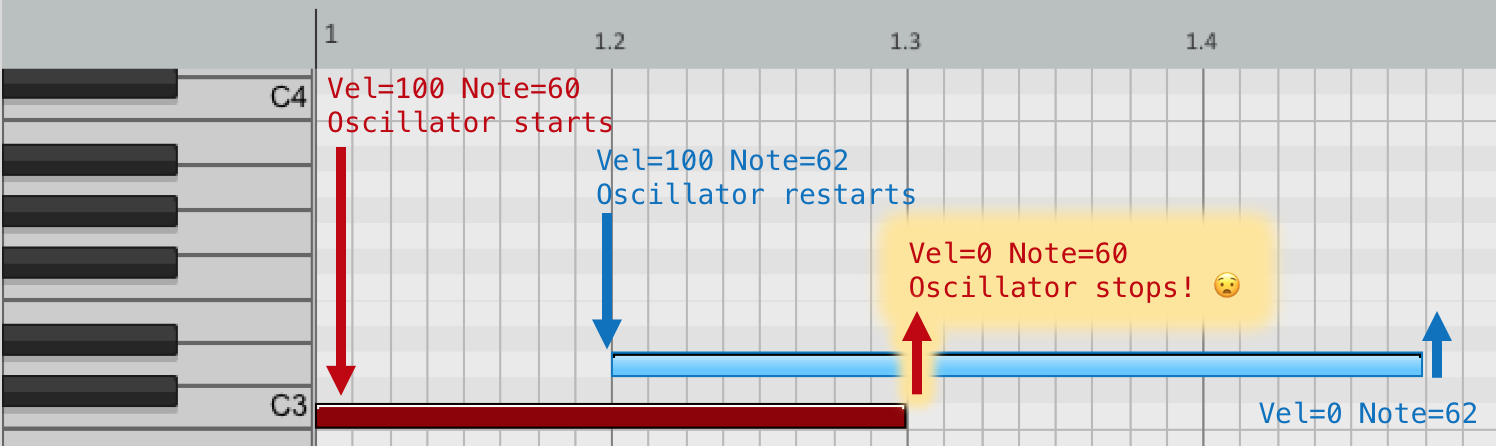 1
1.2
1.3
1.4
C4
Vel=100 Note=60
Oscillator starts
Vel=100 Note=62
Oscillator restarts
Vel=0 Note=60
Oscillator stops! 😧
C3
Vel=0 Note=62